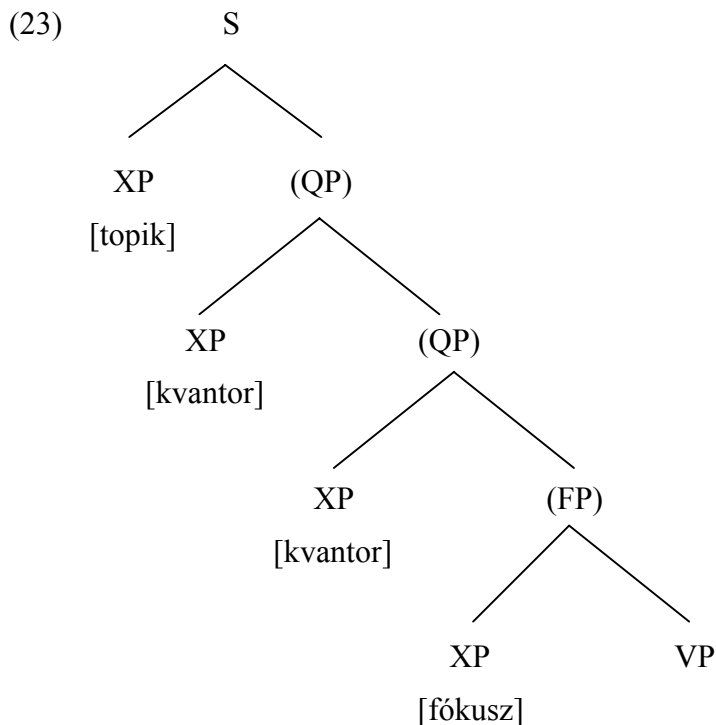 (23) S
XP (QP)
[topik]
XP (QP)
[kvantor]
XP (FP)
[kvantor]
XP VP
[fókusz]